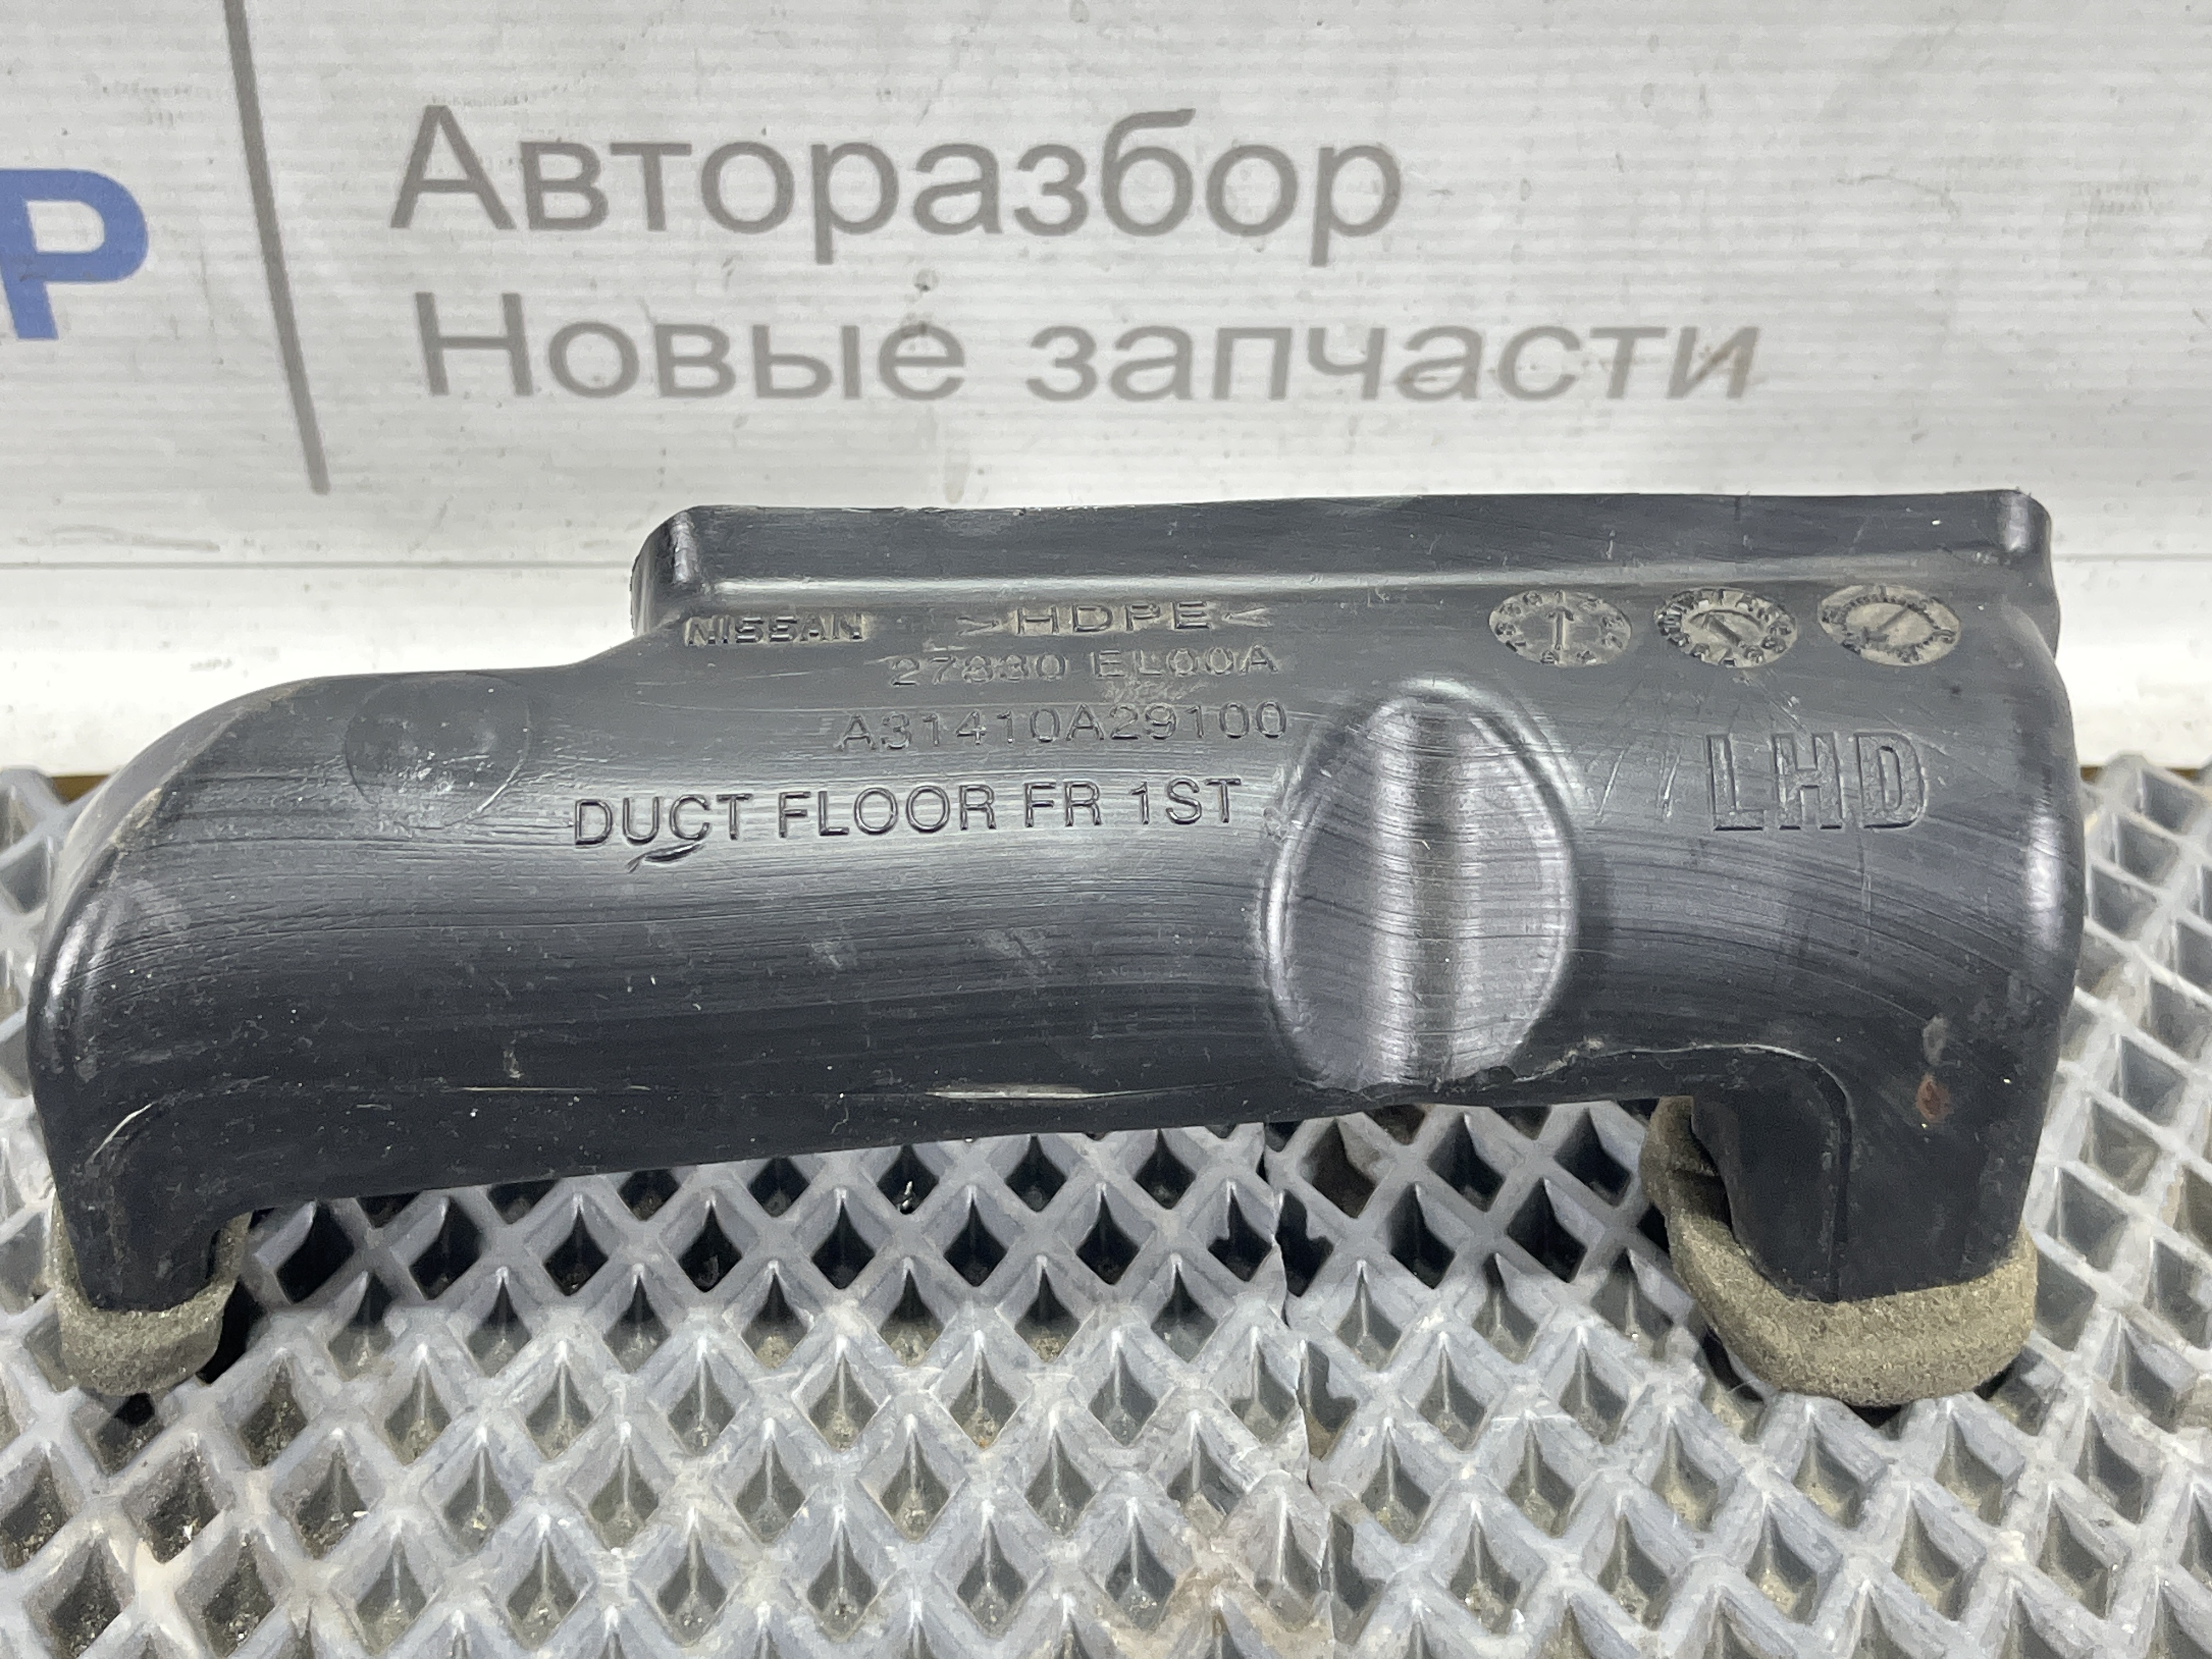 Р
Авторазбор
Новые запчасти
NISSAN >HDPE<
27830 EL00A
A31410A29100
DUCT FLOOR FR 1ST
LHD